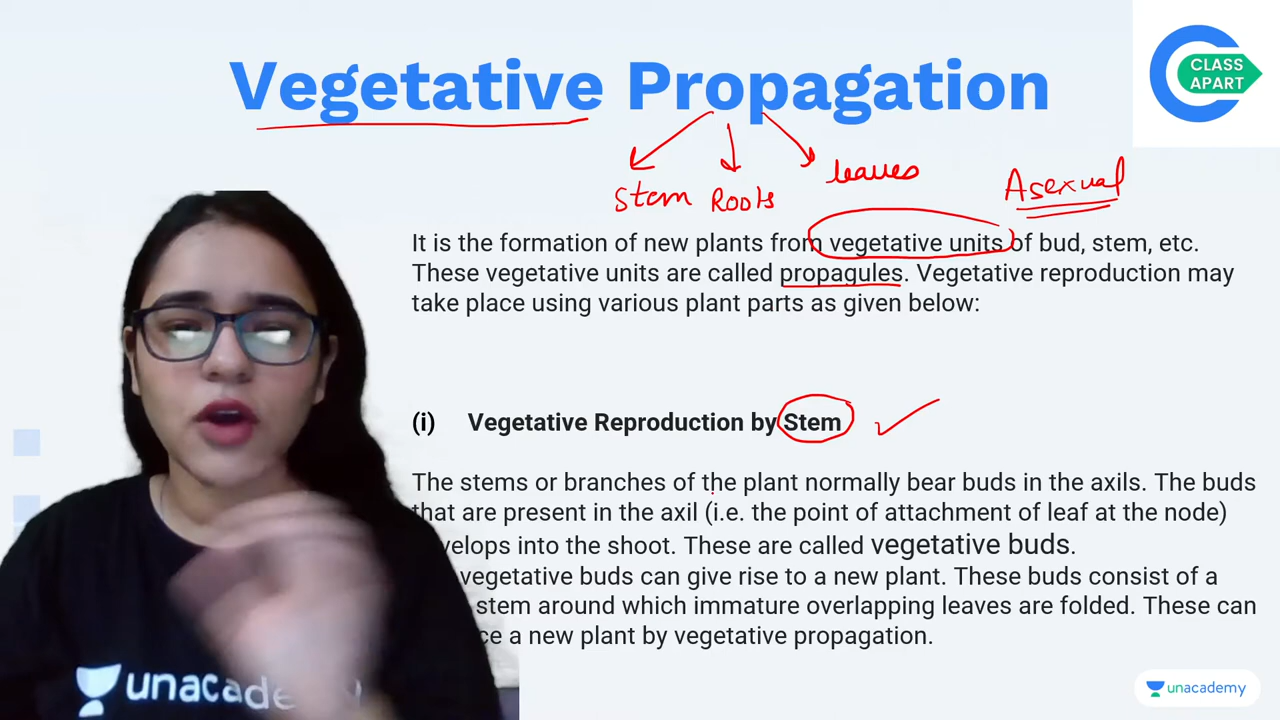 CLASS
APART
Vegetative Propagation
Stem Roots leaves
Asexual
It is the formation of new plants from vegetative units of bud, stem, etc.
These vegetative units are called propagules. Vegetative reproduction may
take place using various plant parts as given below:
(i) Vegetative Reproduction by Stem
The stems or branches of the plant normally bear buds in the axils. The buds
that are present in the axil (i.e. the point of attachment of leaf at the node)
into the shoot. These are called vegetative buds.
vegetative buds can give rise to a new plant. These buds consist of a
stem around which immature overlapping leaves are folded. These can
a new plant by vegetative propagation.
unacademy
unacademy